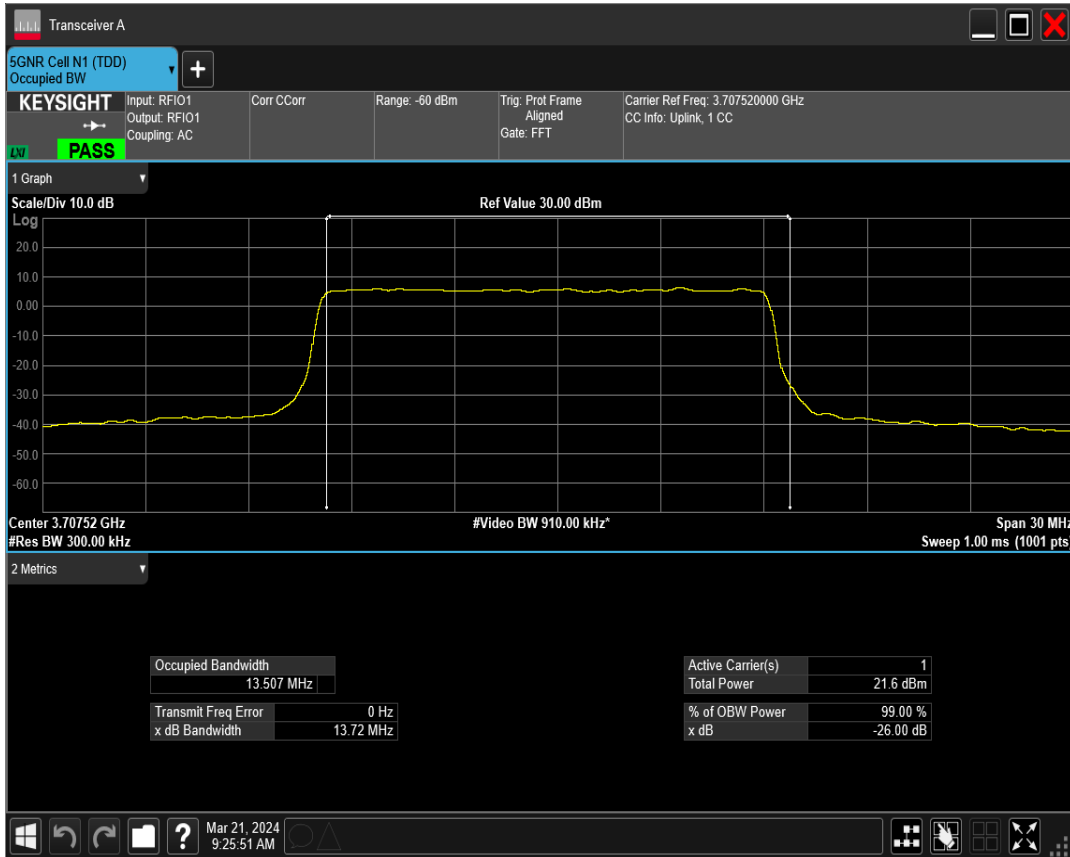 Transceiver A
5GNR Cell N1 (TDD)
Occupied BW
+
KEYSIGHT
LXI
PASS
Input: RFIO1
Output: RFIO1
Coupling: AC
Corr CCorr
Range: -60 dBm
Trig: Prot Frame
Aligned
Gate: FFT
Carrier Ref Freq: 3.707520000 GHz
CC Info: Uplink, 1 CC
1 Graph
Scale/Div 10.0 dB
Ref Value 30.00 dBm
Log
20.0
10.0
0.00
-10.0
-20.0
-30.0
-40.0
-50.0
-60.0
Center 3.70752 GHz
#Video BW 910.00 kHz*
Span 30 MHz
#Res BW 300.00 kHz
Sweep 1.00 ms (1001 pts)
2 Metrics
Occupied Bandwidth
13.507 MHz
Transmit Freq Error 0 Hz
x dB Bandwidth 13.72 MHz
Active Carrier(s) 1
Total Power 21.6 dBm
% of OBW Power 99.00 %
x dB -26.00 dB
?
Mar 21, 2024
9:25:51 AM